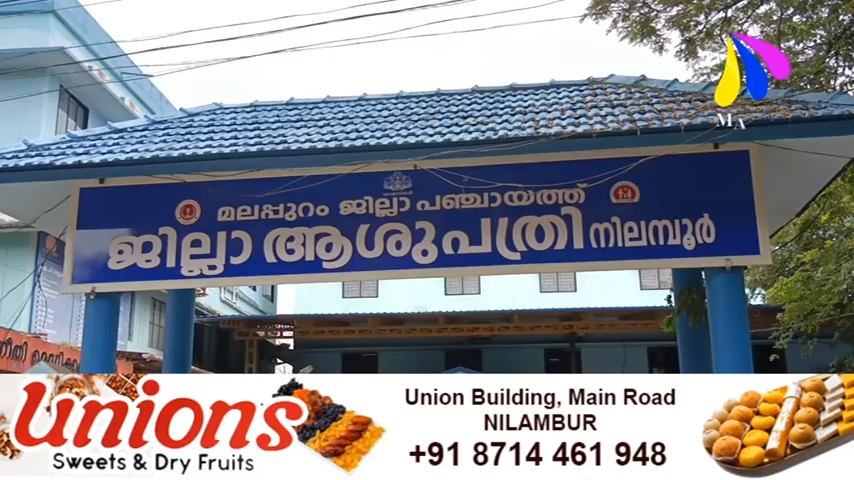 MA
മലപ്പുറം ജില്ലാ പഞ്ചായത്ത്
ജില്ലാ ആശുപത്രി നിലമ്പൂർ
unions
Sweets & Dry Fruits
Union Building, Main Road
NILAMBUR
+91 8714 461 948